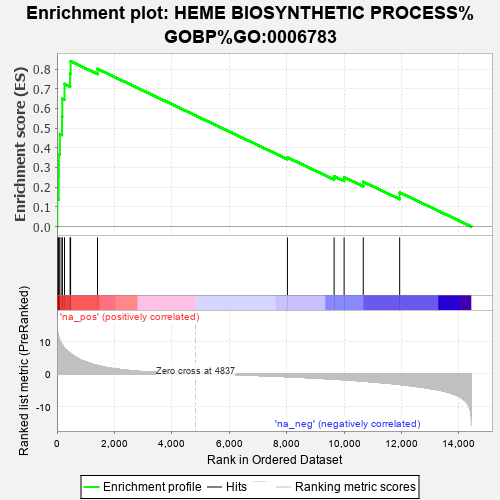 Enrichment plot: HEME BIOSYNTHETIC PROCESS%
GOBP%GO:0006783
Enrichment score (ES)
0.8
0.7
0.6
0.5
0.4
0.3
0.2
0.1
0.0
'na_pos' (positively correlated)
Ranked list metric (PreRanked)
10
0
-10
Zero cross at 4837
'na_neg' (negatively correlated)
0
2,000
4,000
6,000
8,000
10,000
12,000
14,000
Rank in Ordered Dataset
Enrichment profile
Hits
Ranking metric scores